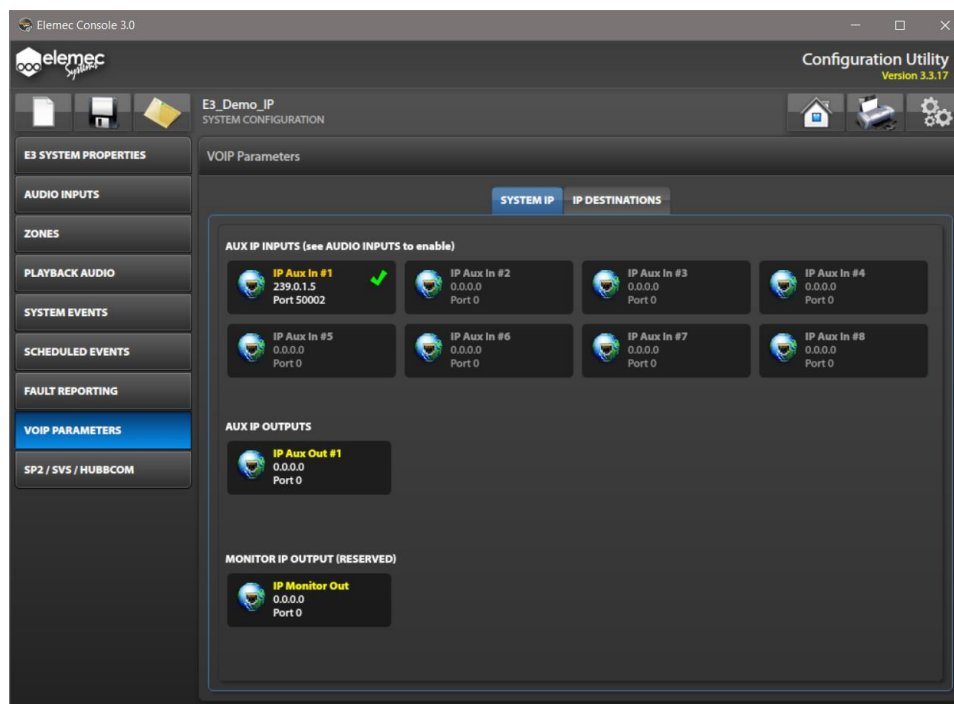 Elemec Console 3.0
elemec
Systems
Configuration Utility
Version 3.3.17
E3_Demo_IP
SYSTEM CONFIGURATION
E3 SYSTEM PROPERTIES
AUDIO INPUTS
ZONES
PLAYBACK AUDIO
SYSTEM EVENTS
SCHEDULED EVENTS
FAULT REPORTING
VOIP PARAMETERS
SP2 / SVS / HUBBCOM
VOIP Parameters
SYSTEM IP
IP DESTINATIONS
AUX IP INPUTS (see AUDIO INPUTS to enable)
IP Aux In #1
239.0.1.5
Port 50002
IP Aux In #2
0.0.0.0
Port 0
IP Aux In #3
0.0.0.0
Port 0
IP Aux In #4
0.0.0.0
Port 0
IP Aux In #5
0.0.0.0
Port 0
IP Aux In #6
0.0.0.0
Port 0
IP Aux In #7
0.0.0.0
Port 0
IP Aux In #8
0.0.0.0
Port 0
AUX IP OUTPUTS
IP Aux Out #1
0.0.0.0
Port 0
MONITOR IP OUTPUT (RESERVED)
IP Monitor Out
0.0.0.0
Port 0